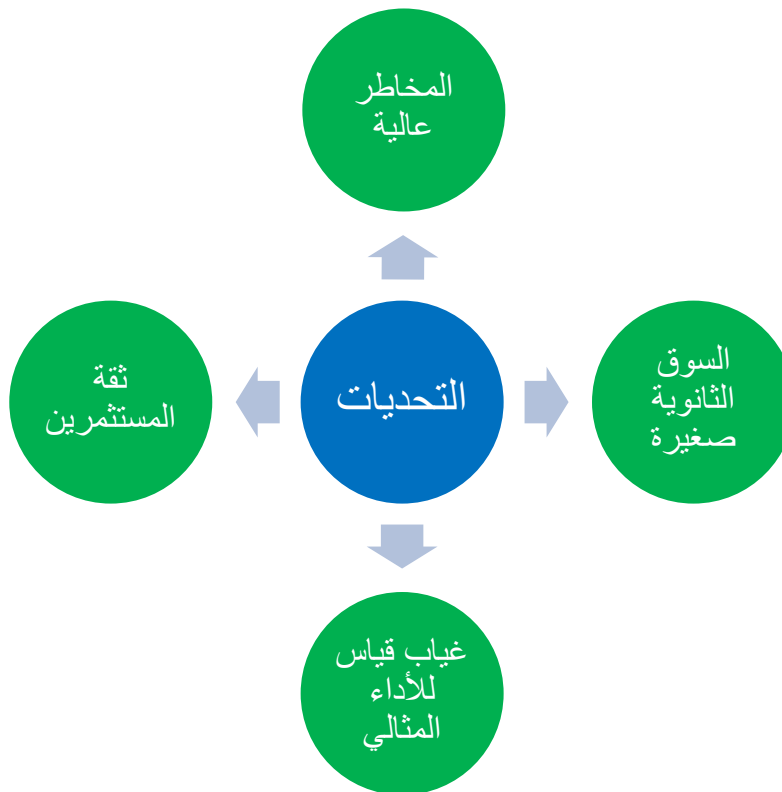 المخاطر
عالية
السوق
الثانوية
صغيرة
التحديات
ثقة
المستثمرين
غياب قياس
للأداء
المثالي